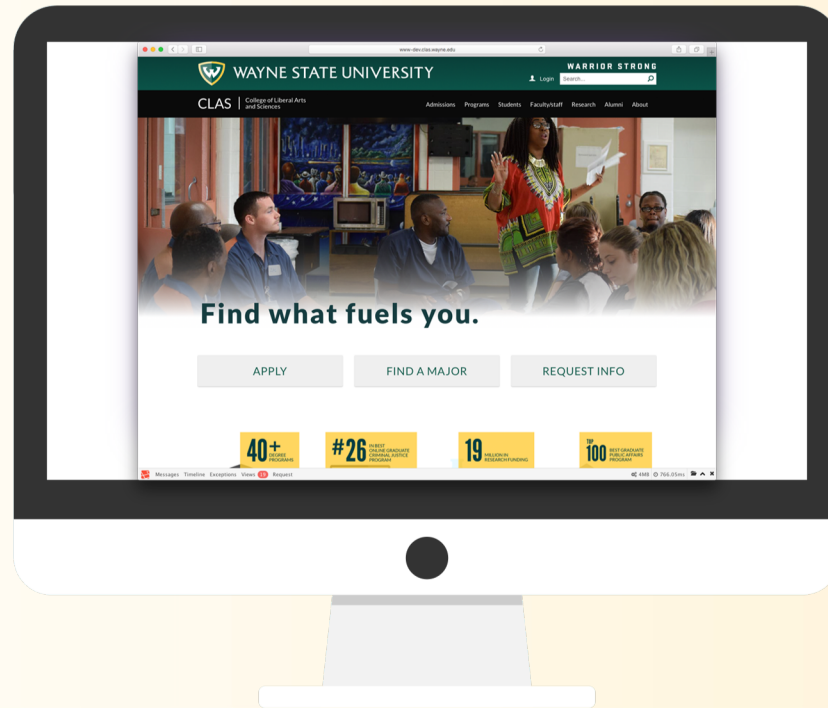 www-dev.clas.wayne.edu
WARRIOR STRONG
WAYNE STATE UNIVERSITY
Login
Search...
CLAS
College of Liberal Arts
and Sciences
Admissions Programs Students Faculty/staff Research Alumni About
Find what fuels you.
APPLY
FIND A MAJOR
REQUEST INFO
40+
DEGREE
PROGRAMS
#26
IN BEST
ONLINE GRADUATE
CRIMINAL JUSTICE
PROGRAM
19
MILLION IN
RESEARCH FUNDING
TOP
100
BEST GRADUATE
PUBLIC AFFAIRS
PROGRAM
Messages Timeline Exceptions Views Request
4MB 766.05ms